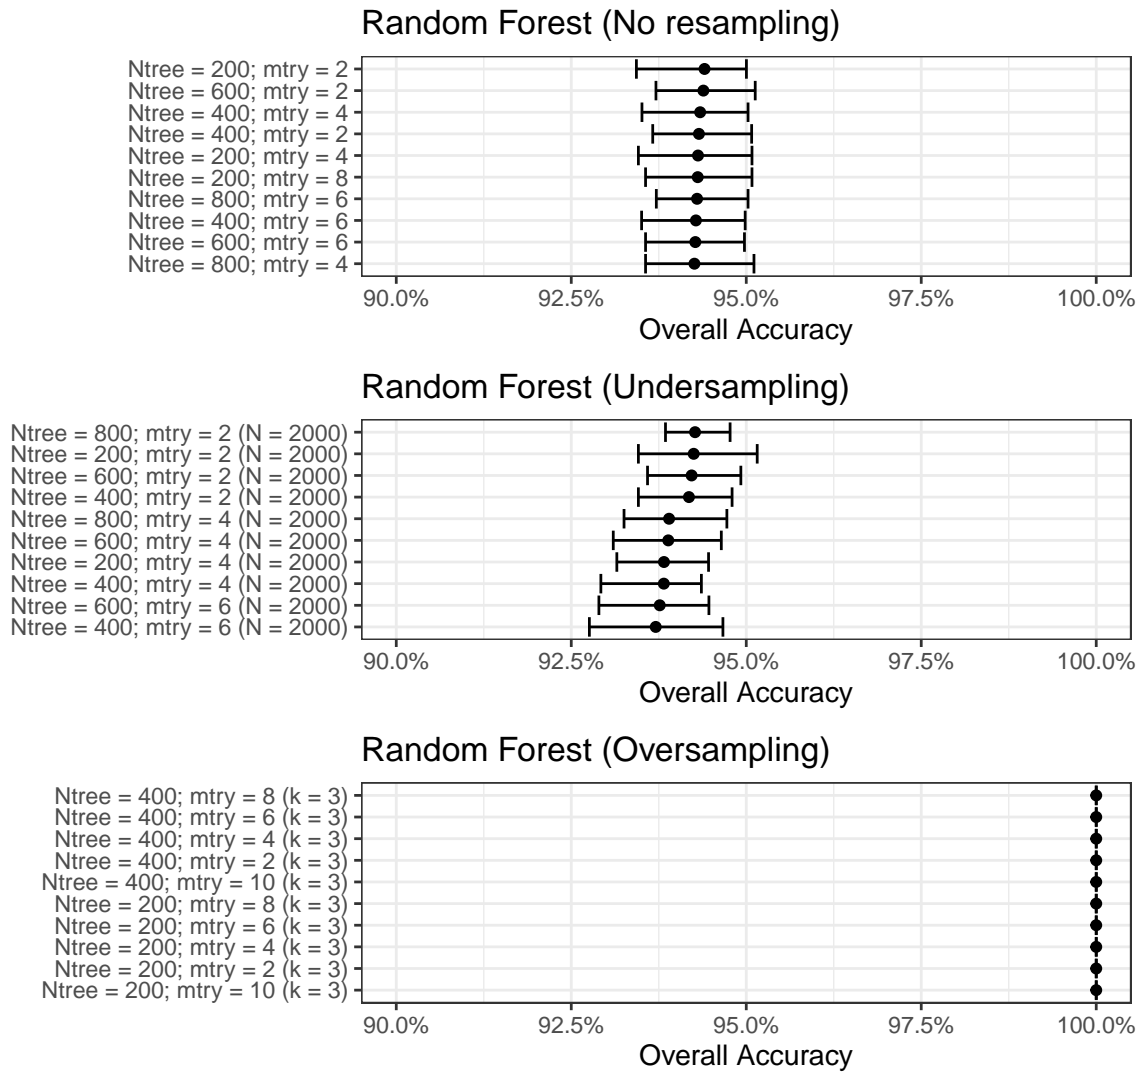 Random Forest (No resampling)
Ntree = 200; mtry = 2
Ntree = 600; mtry = 2
Ntree = 400; mtry = 4
Ntree = 400; mtry = 2
Ntree = 200; mtry = 4
Ntree = 200; mtry = 8
Ntree = 800; mtry = 6
Ntree = 400; mtry = 6
Ntree = 600; mtry = 6
Ntree = 800; mtry = 4
90.0% 92.5% 95.0% 97.5% 100.0%
Overall Accuracy
Random Forest (Undersampling)
Ntree = 800; mtry = 2 (N = 2000)
Ntree = 200; mtry = 2 (N = 2000)
Ntree = 600; mtry = 2 (N = 2000)
Ntree = 400; mtry = 2 (N = 2000)
Ntree = 800; mtry = 4 (N = 2000)
Ntree = 600; mtry = 4 (N = 2000)
Ntree = 200; mtry = 4 (N = 2000)
Ntree = 400; mtry = 4 (N = 2000)
Ntree = 600; mtry = 6 (N = 2000)
Ntree = 400; mtry = 6 (N = 2000)
90.0% 92.5% 95.0% 97.5% 100.0%
Overall Accuracy
Random Forest (Oversampling)
Ntree = 400; mtry = 8 (k = 3)
Ntree = 400; mtry = 6 (k = 3)
Ntree = 400; mtry = 4 (k = 3)
Ntree = 400; mtry = 2 (k = 3)
Ntree = 400; mtry = 10 (k = 3)
Ntree = 200; mtry = 8 (k = 3)
Ntree = 200; mtry = 6 (k = 3)
Ntree = 200; mtry = 4 (k = 3)
Ntree = 200; mtry = 2 (k = 3)
Ntree = 200; mtry = 10 (k = 3)
90.0% 92.5% 95.0% 97.5% 100.0%
Overall Accuracy